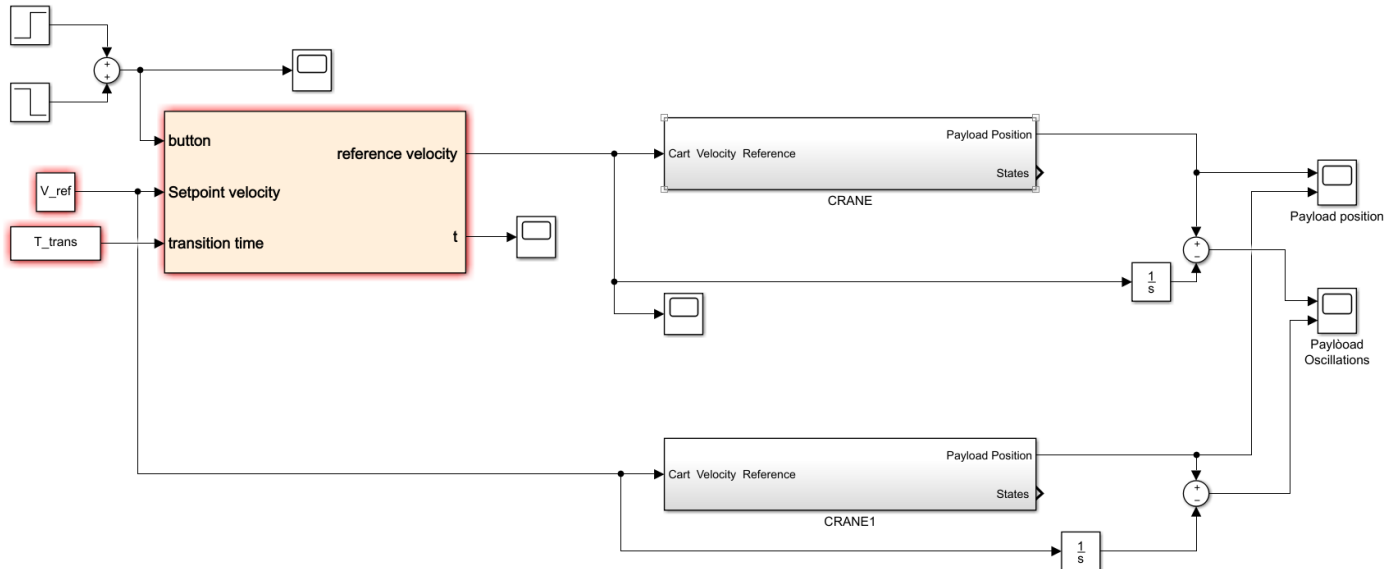 +
+
button
reference velocity
V_ref
Setpoint velocity
T_trans
transition time
t
Payload Position
Cart Velocity Reference
States
CRANE
Payload position
+
−
1
s
Paylòoad
Oscillations
Payload Position
Cart Velocity Reference
States
CRANE1
+
−
1
s